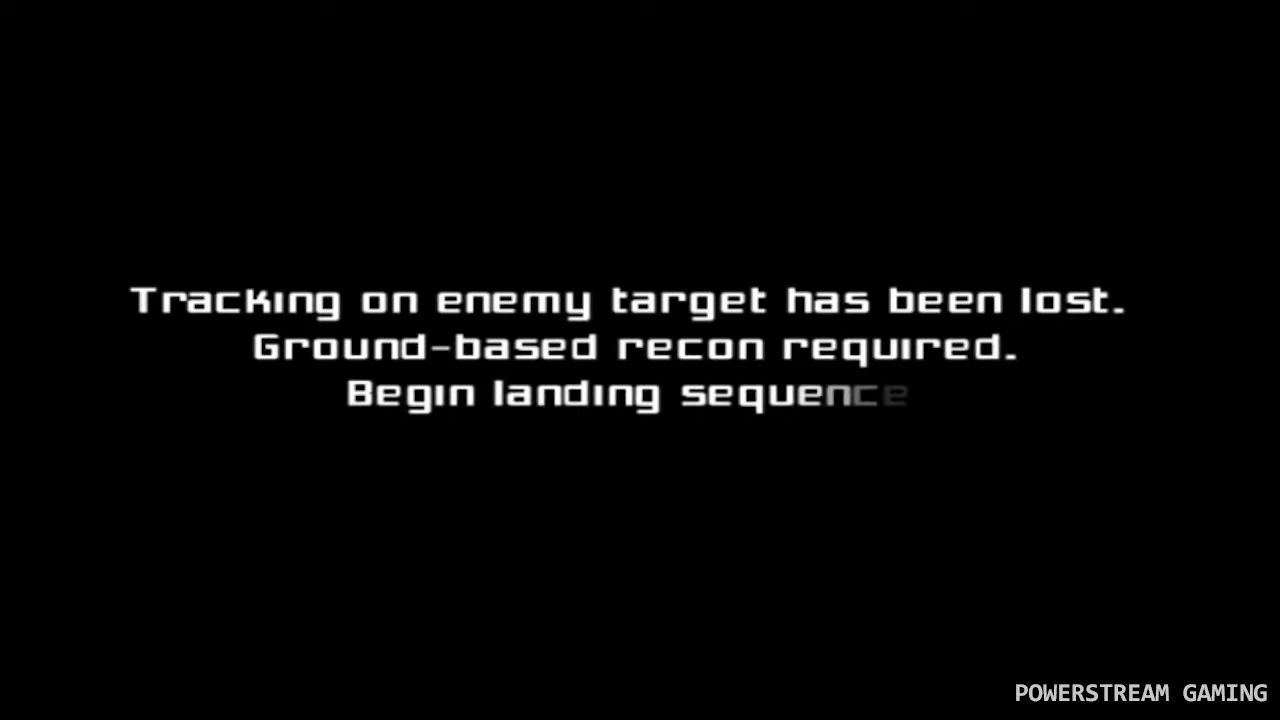 Tracking on enemy target has been lost.
Ground-based recon required.
Begin landing sequence
POWERSTREAM GAMING